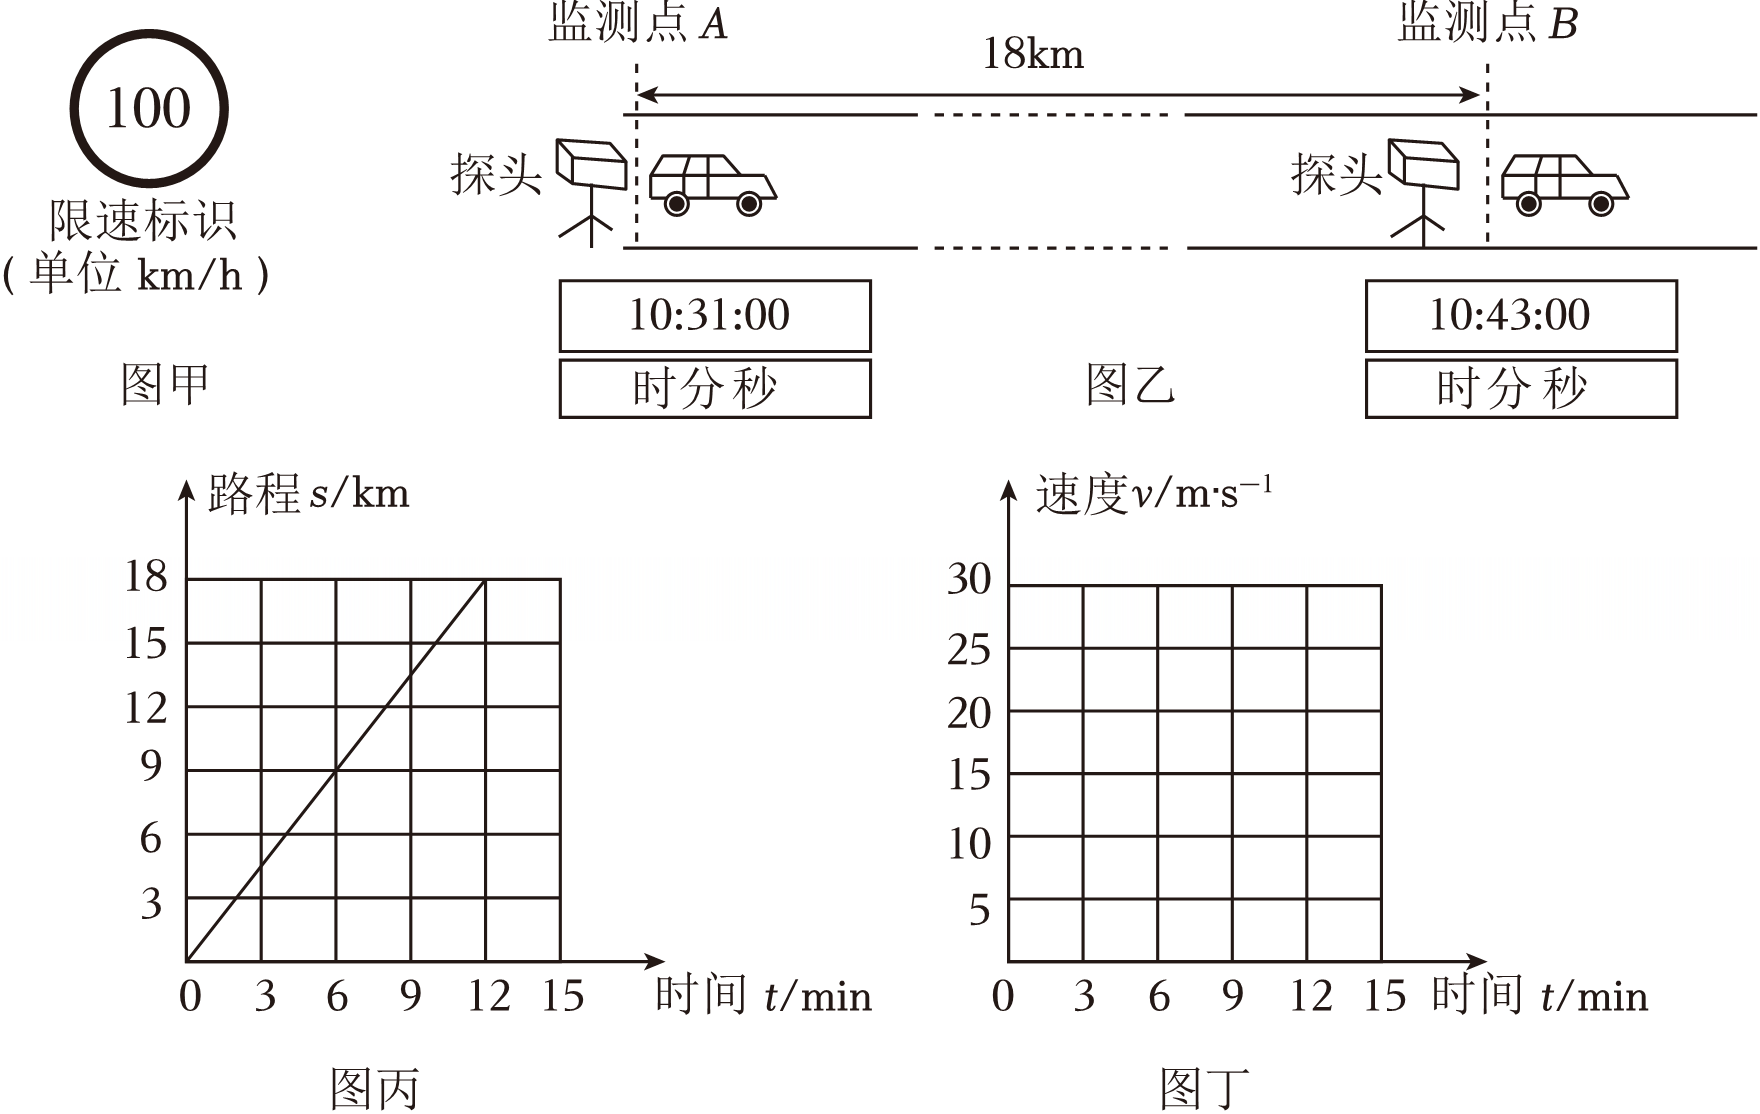 监测点 A
监测点 B
18km
100
探头
探头
限速标识
(单位 km/h)
10:31:00
时分秒
10:43:00
时分秒
图甲
图乙
路程 s/km
18
15
12
9
6
3
0 3 6 9 12 15 时间 t/min
图丙
速度 v/m·s⁻¹
30
25
20
15
10
5
0 3 6 9 12 15 时间 t/min
图丁